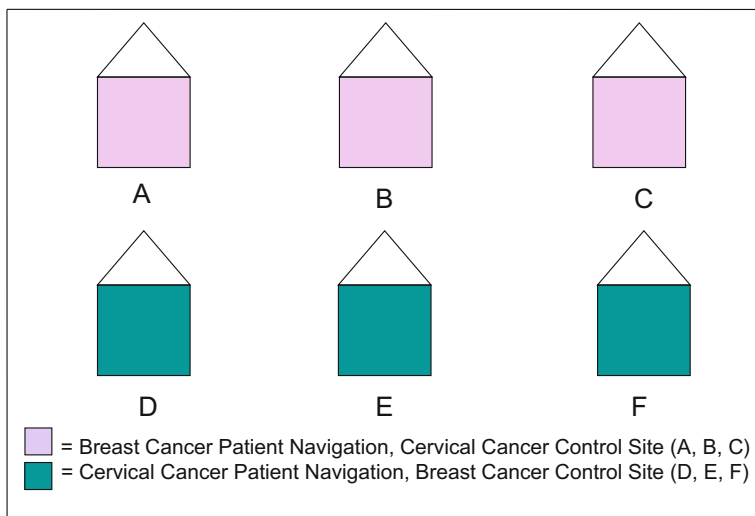 A B C
D E F
= Breast Cancer Patient Navigation, Cervical Cancer Control Site (A, B, C)
= Cervical Cancer Patient Navigation, Breast Cancer Control Site (D, E, F)